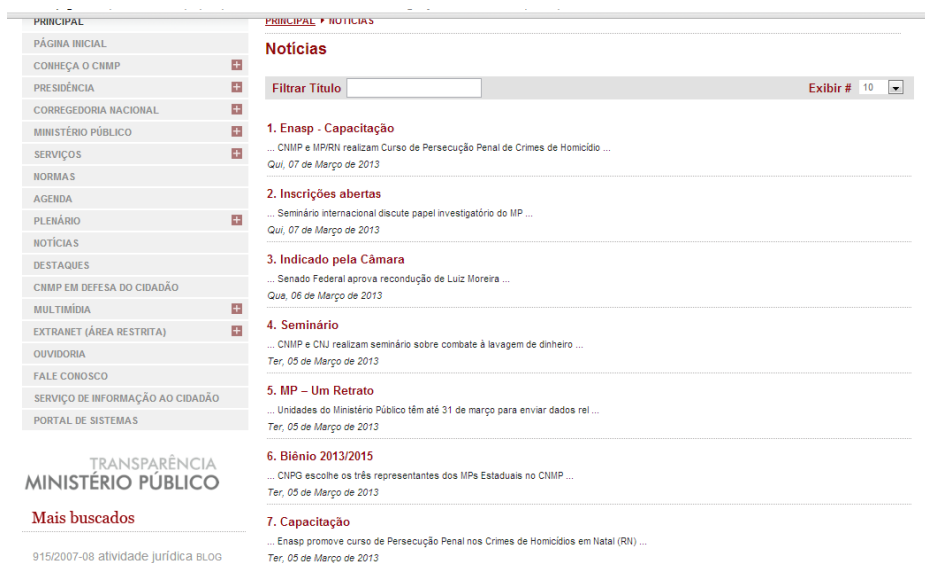 PRINCIPAL
PÁGINA INICIAL
CONHEÇA O CNMP
PRESIDÊNCIA
CORREGEDORIA NACIONAL
MINISTÉRIO PÚBLICO
SERVIÇOS
NORMAS
AGENDA
PLENÁRIO
NOTÍCIAS
DESTAQUES
CNMP EM DEFESA DO CIDADÃO
MULTIMÍDIA
EXTRANET (ÁREA RESTRITA)
OUVIDORIA
FALE CONOSCO
SERVIÇO DE INFORMAÇÃO AO CIDADÃO
PORTAL DE SISTEMAS
TRANSPARÊNCIA
MINISTÉRIO PÚBLICO
Mais buscados
915/2007-08 atividade jurídica BLOG
PRINCIPAL NOTÍCIAS
Notícias
Filtrar Título Exibir # 10
1. Enasp - Capacitação
... CNMP e MP/RN realizam Curso de Persecução Penal de Crimes de Homicídio ...
Qui, 07 de Março de 2013
2. Inscrições abertas
... Seminário internacional discute papel investigatório do MP ...
Qui, 07 de Março de 2013
3. Indicado pela Câmara
... Senado Federal aprova recondução de Luiz Moreira ...
Qua, 06 de Março de 2013
4. Seminário
... CNMP e CNJ realizam seminário sobre combate à lavagem de dinheiro ...
Ter, 05 de Março de 2013
5. MP – Um Retrato
... Unidades do Ministério Público têm até 31 de março para enviar dados rel ...
Ter, 05 de Março de 2013
6. Biênio 2013/2015
... CNPG escolhe os três representantes dos MPs Estaduais no CNMP ...
Ter, 05 de Março de 2013
7. Capacitação
... Enasp promove curso de Persecução Penal nos Crimes de Homicídios em Natal (RN) ...
Ter, 05 de Março de 2013